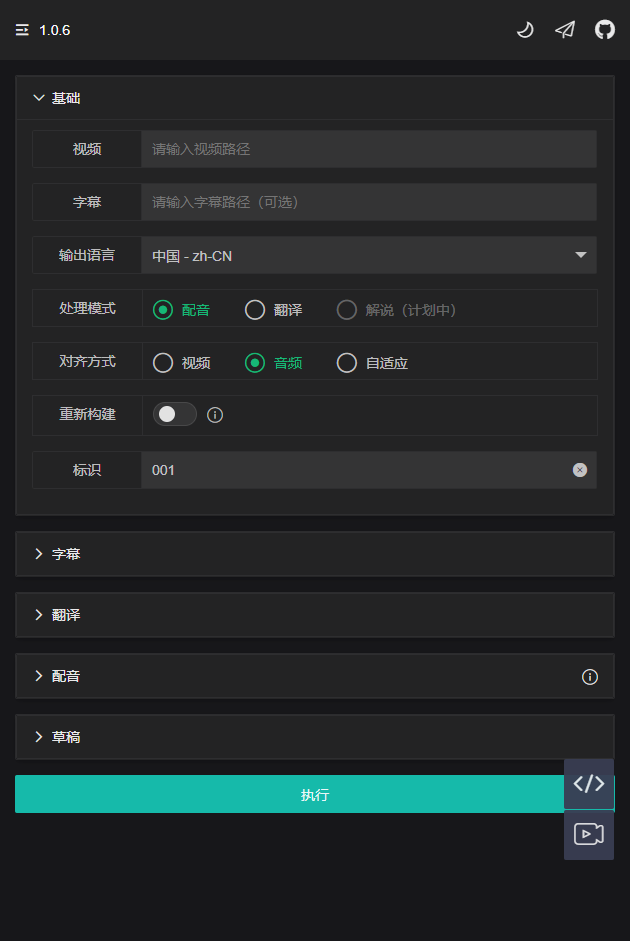 1.0.6
基础
视频 请输入视频路径
字幕 请输入字幕路径（可选）
输出语言 中国 - zh-CN
处理模式 配音 翻译 解说（计划中）
对齐方式 视频 音频 自适应
重新构建
标识 001
字幕
翻译
配音
草稿
执行